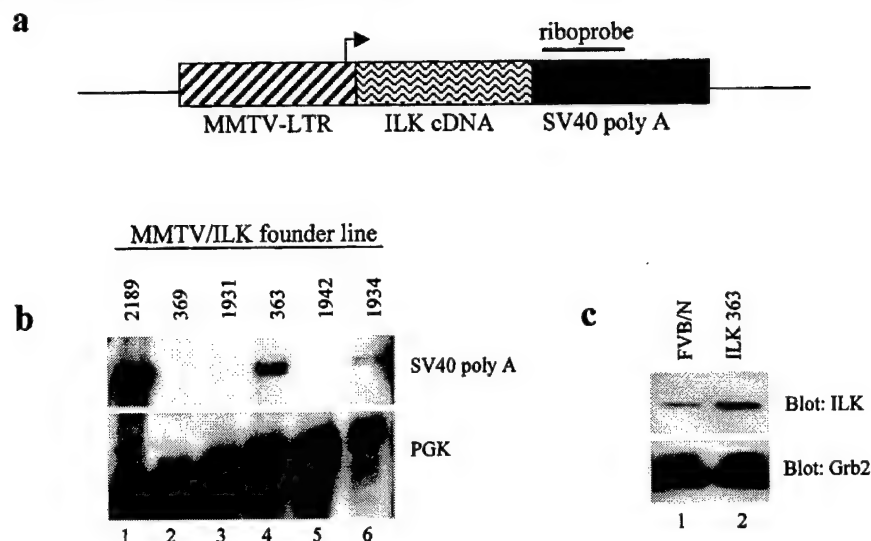 a
riboprobe
MMTV-LTR ILK cDNA SV40 poly A
MMTV/ILK founder line
2189 369 1931 363 1942 1934
b
SV40 poly A
PGK
1 2 3 4 5 6
c
FVB/N ILK 363
Blot: ILK
Blot: Grb2
1 2